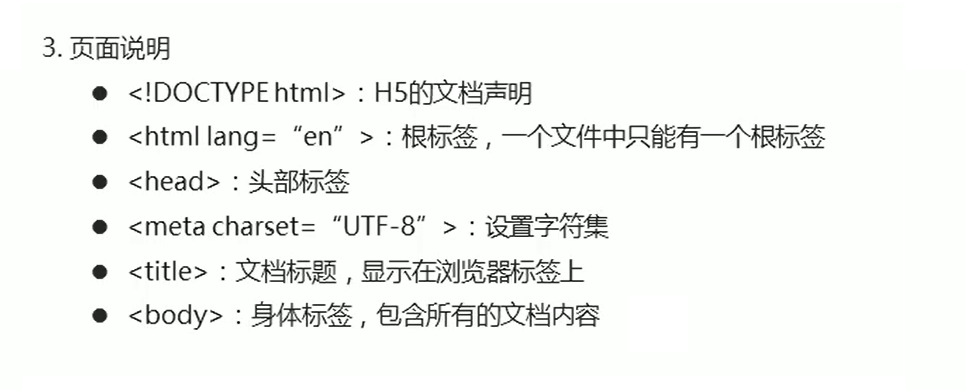 3. 页面说明
● <!DOCTYPE html>：H5的文档声明
● <html lang=“en”>：根标签，一个文件中只能有一个根标签
● <head>：头部标签
● <meta charset=“UTF-8”>：设置字符集
● <title>：文档标题，显示在浏览器标签上
● <body>：身体标签，包含所有的文档内容